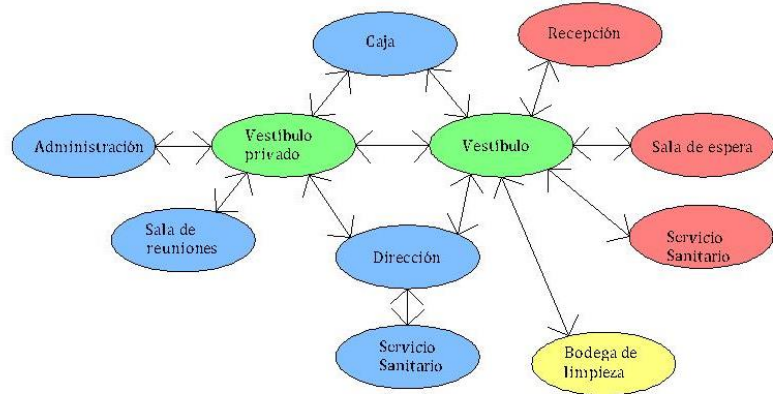 Caja
Recepción
Administración
Vestíbulo
privado
Vestíbulo
Sala de espera
Sala de
reuniones
Dirección
Servicio
Sanitario
Servicio
Sanitario
Bodega de
limpieza